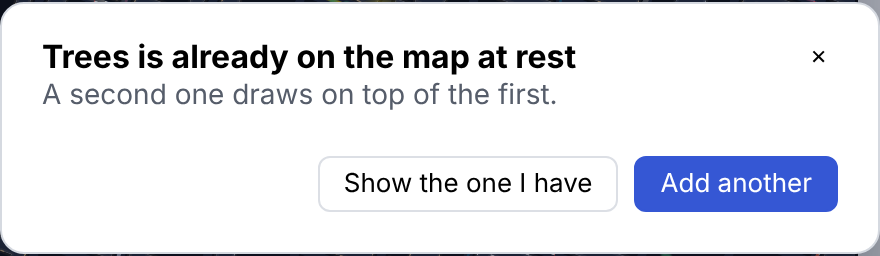 Trees is already on the map at rest
×
A second one draws on top of the first.
Show the one I have
Add another